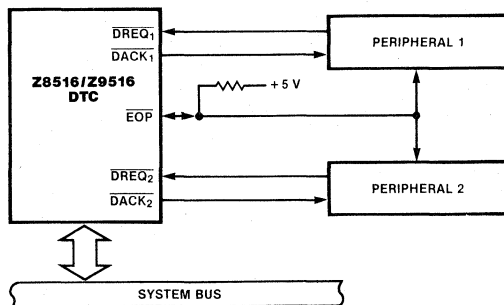 DREQ1
DACK1
PERIPHERAL 1
Z8516/Z9516
DTC
+5 V
EOP
DREQ2
DACK2
PERIPHERAL 2
SYSTEM BUS